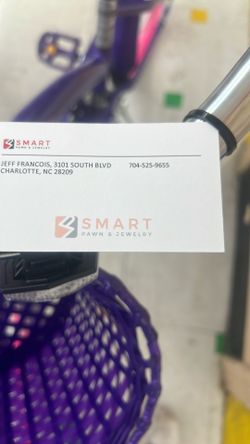 SMART
PAWN & JEWELRY
JEFF FRANCOIS, 3101 SOUTH BLVD 704-525-9655
CHARLOTTE, NC 28209
SMART
PAWN & JEWELRY